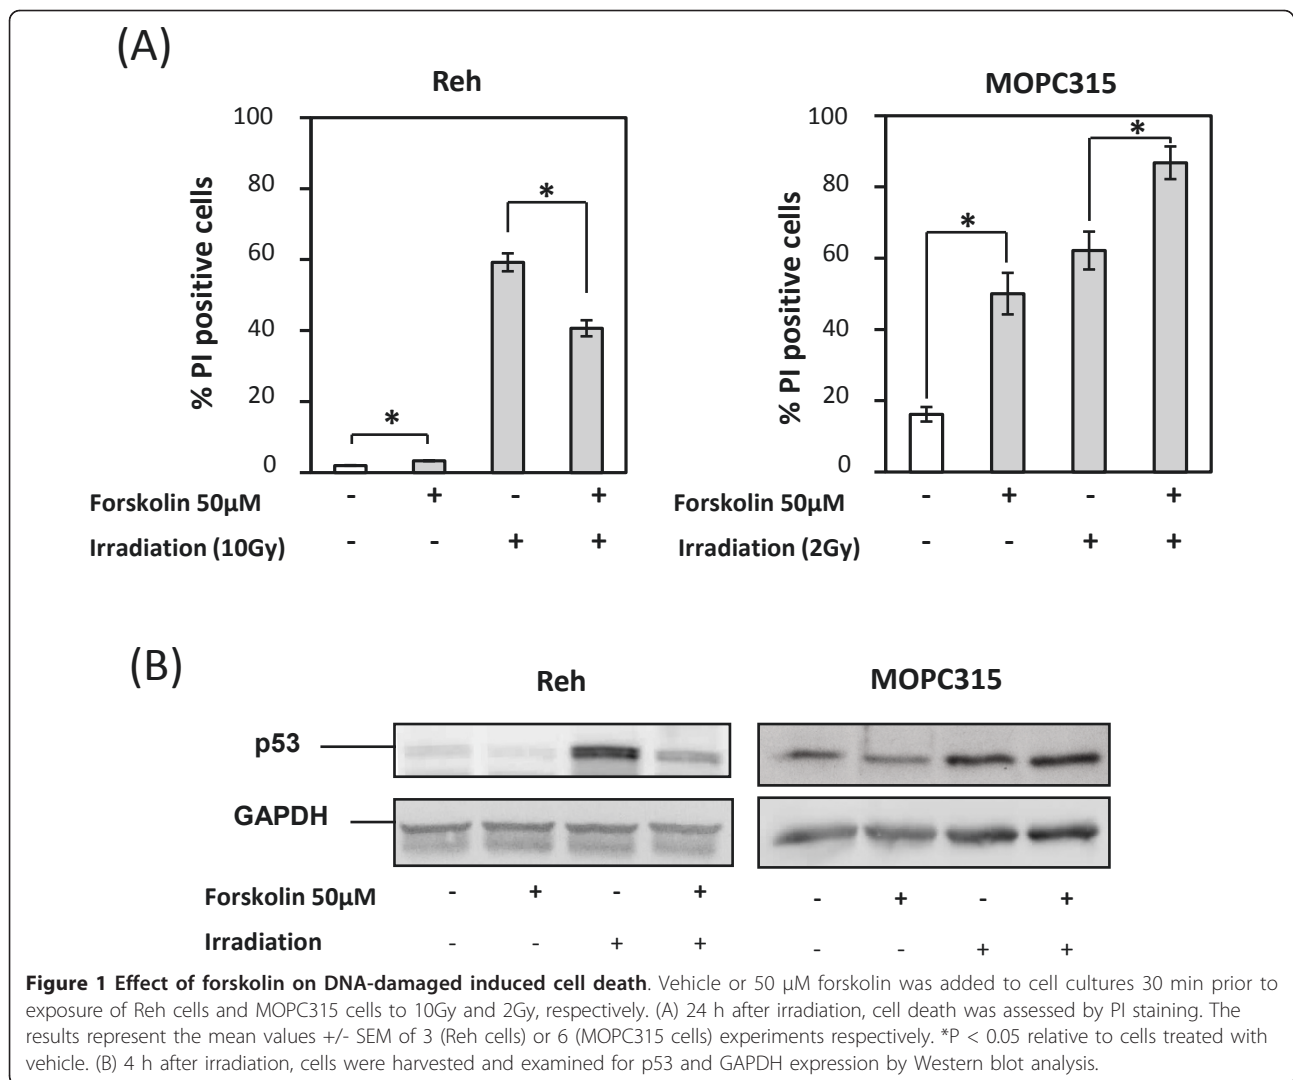 (A)
Reh
100
80
60
40
20
0
% PI positive cells
*
*
Forskolin 50µM - + - +
Irradiation (10Gy) - - + +
MOPC315
100
80
60
40
20
0
% PI positive cells
*
*
Forskolin 50µM - + - +
Irradiation (2Gy) - - + +
(B)
Reh
MOPC315
p53
GAPDH
Forskolin 50µM - + - + - + - +
Irradiation - - + + - - + +
Figure 1 Effect of forskolin on DNA-damaged induced cell death. Vehicle or 50 µM forskolin was added to cell cultures 30 min prior to
exposure of Reh cells and MOPC315 cells to 10Gy and 2Gy, respectively. (A) 24 h after irradiation, cell death was assessed by PI staining. The
results represent the mean values +/- SEM of 3 (Reh cells) or 6 (MOPC315 cells) experiments respectively. *P < 0.05 relative to cells treated with
vehicle. (B) 4 h after irradiation, cells were harvested and examined for p53 and GAPDH expression by Western blot analysis.